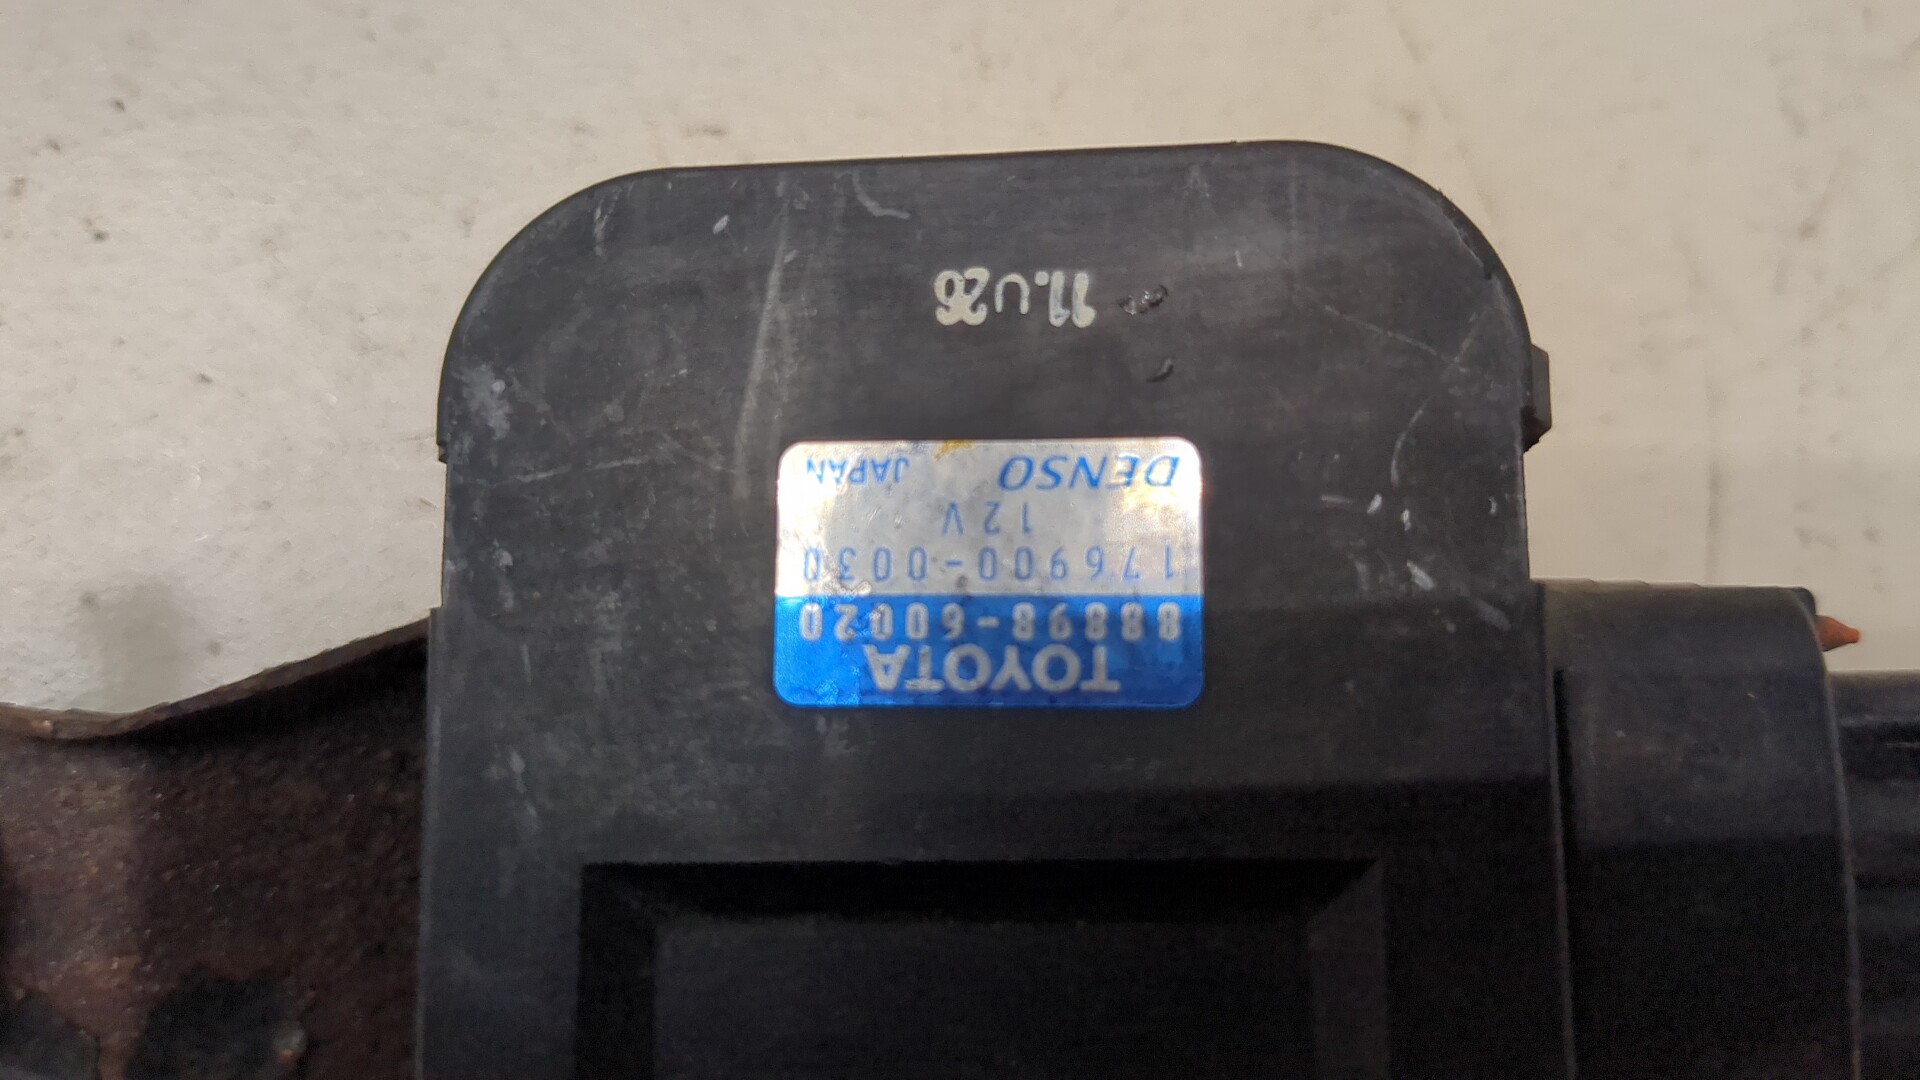 TOYOTA
88898-60020
176900-0030
12V
DENSO JAPAN